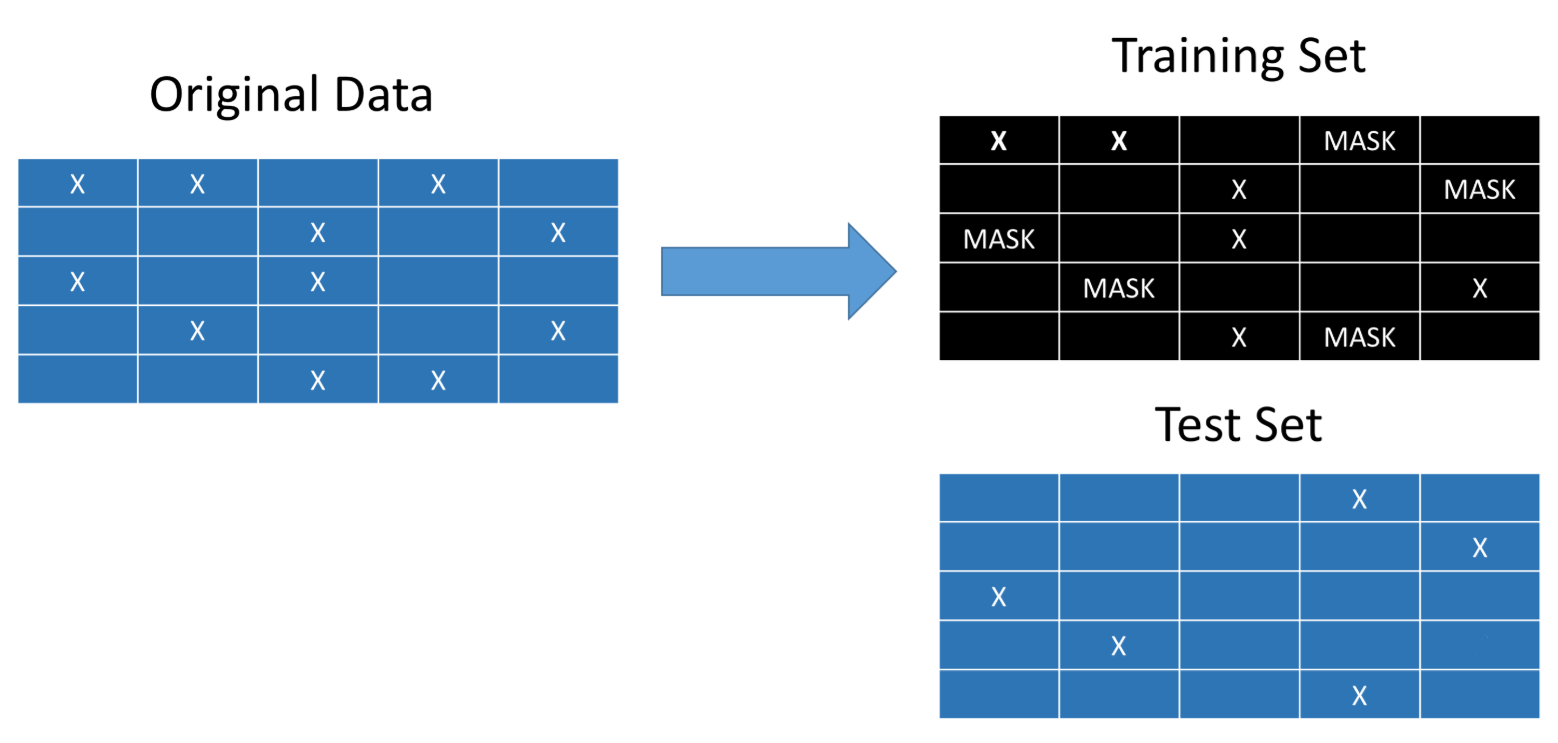 Original Data
X X X
X X
X X
X X
X X
Training Set
X X MASK
X MASK
MASK X
MASK X
X MASK
Test Set
X
X
X
X
X